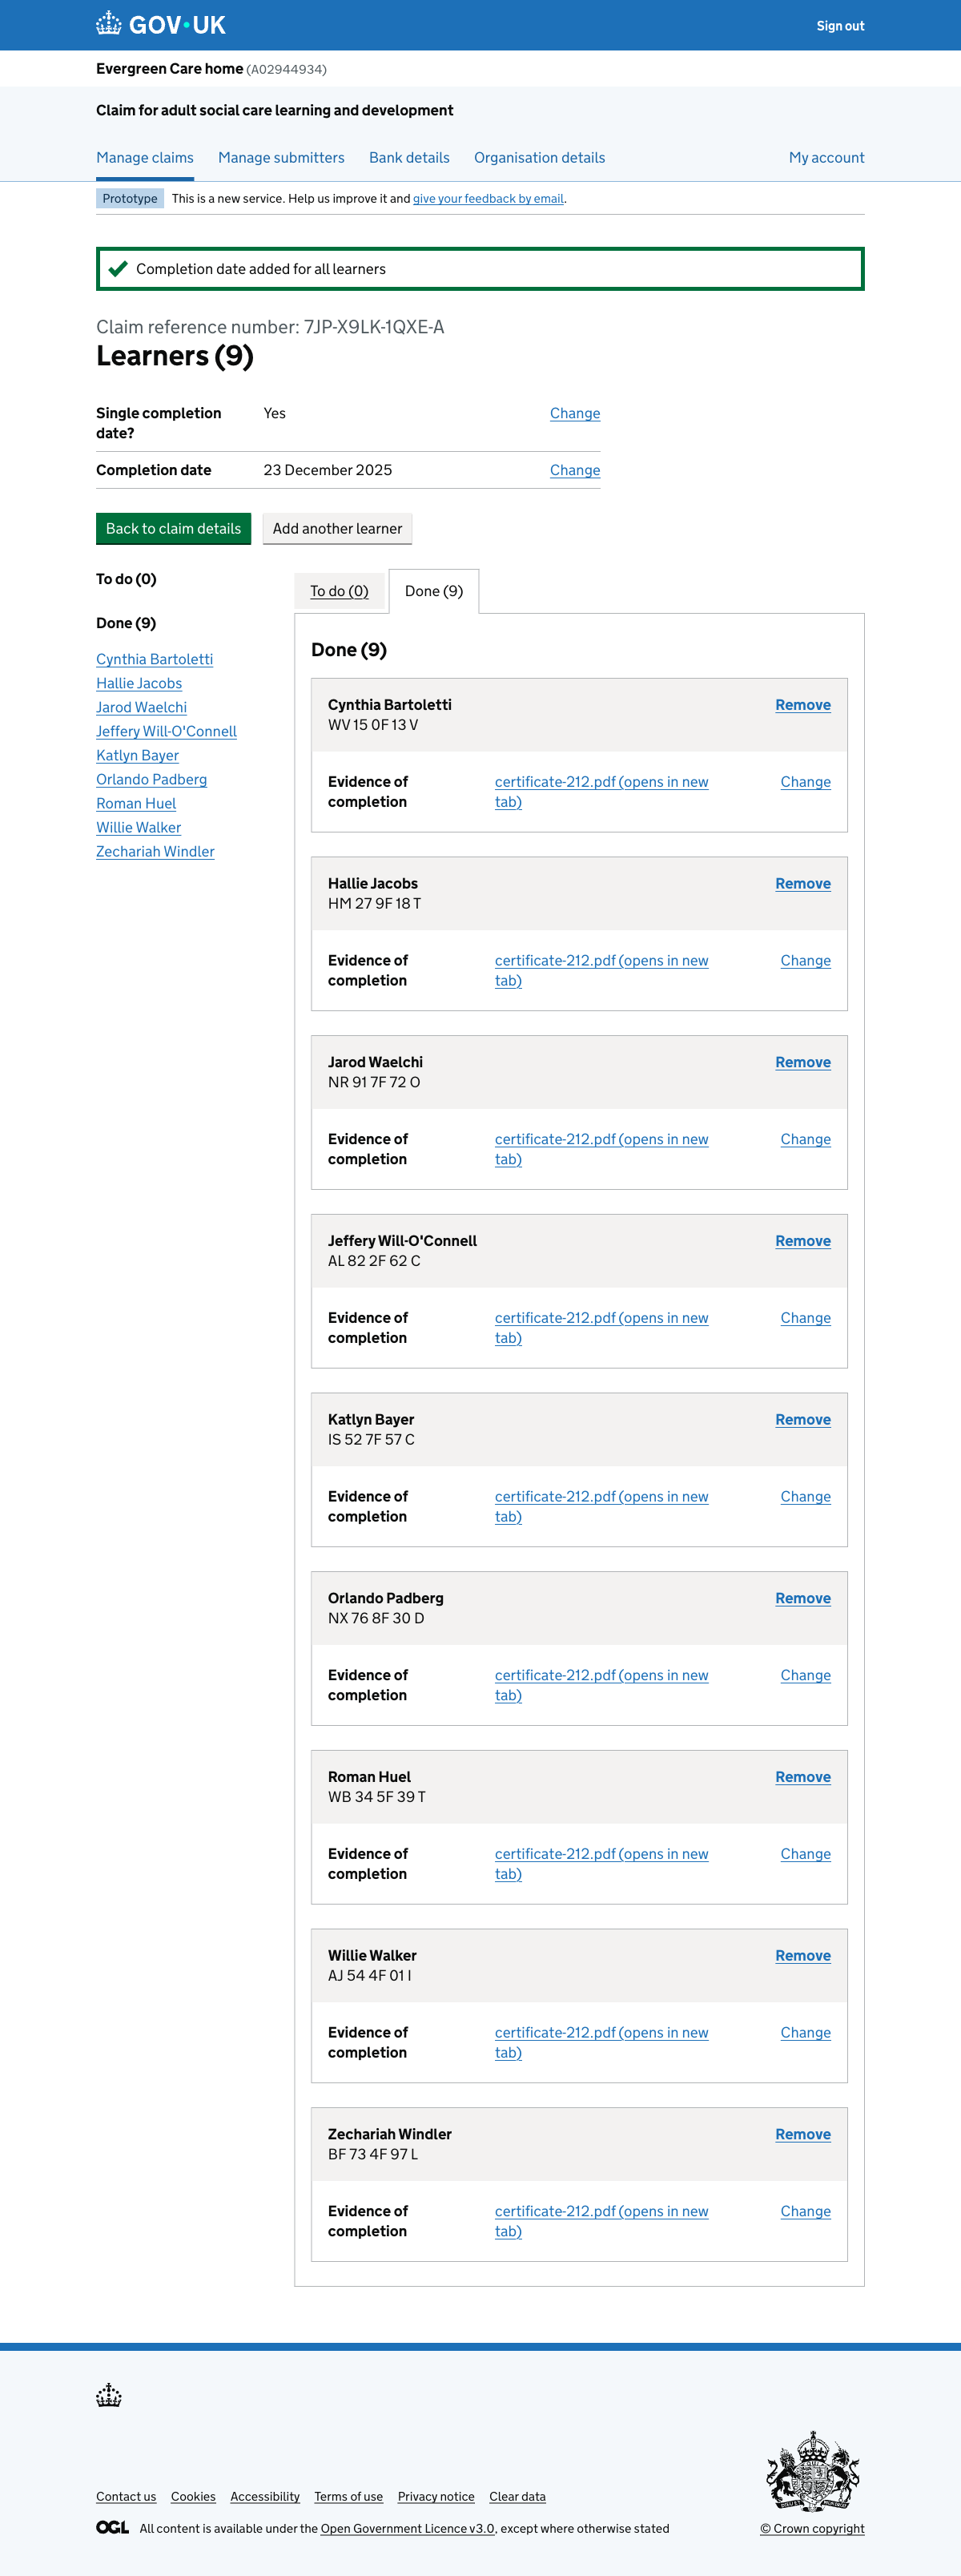 GOV·UK
Sign out
Evergreen Care home (A02944934)
Claim for adult social care learning and development
Manage claims
Manage submitters
Bank details
Organisation details
My account
Prototype
This is a new service. Help us improve it and give your feedback by email.
Completion date added for all learners
Claim reference number: 7JP-X9LK-1QXE-A
Learners (9)
Single completion
date?
Yes
Change
Completion date
23 December 2025
Change
Back to claim details
Add another learner
To do (0)
Done (9)
Cynthia Bartoletti
Hallie Jacobs
Jarod Waelchi
Jeffery Will-O'Connell
Katlyn Bayer
Orlando Padberg
Roman Huel
Willie Walker
Zechariah Windler
To do (0)
Done (9)
Done (9)
Cynthia Bartoletti
Remove
WV 15 0F 13 V
Evidence of
completion
certificate-212.pdf (opens in new
tab)
Change
Hallie Jacobs
Remove
HM 27 9F 18 T
Evidence of
completion
certificate-212.pdf (opens in new
tab)
Change
Jarod Waelchi
Remove
NR 91 7F 72 O
Evidence of
completion
certificate-212.pdf (opens in new
tab)
Change
Jeffery Will-O'Connell
Remove
AL 82 2F 62 C
Evidence of
completion
certificate-212.pdf (opens in new
tab)
Change
Katlyn Bayer
Remove
IS 52 7F 57 C
Evidence of
completion
certificate-212.pdf (opens in new
tab)
Change
Orlando Padberg
Remove
NX 76 8F 30 D
Evidence of
completion
certificate-212.pdf (opens in new
tab)
Change
Roman Huel
Remove
WB 34 5F 39 T
Evidence of
completion
certificate-212.pdf (opens in new
tab)
Change
Willie Walker
Remove
AJ 54 4F 01 I
Evidence of
completion
certificate-212.pdf (opens in new
tab)
Change
Zechariah Windler
Remove
BF 73 4F 97 L
Evidence of
completion
certificate-212.pdf (opens in new
tab)
Change
Contact us
Cookies
Accessibility
Terms of use
Privacy notice
Clear data
OGL
All content is available under the Open Government Licence v3.0, except where otherwise stated
© Crown copyright